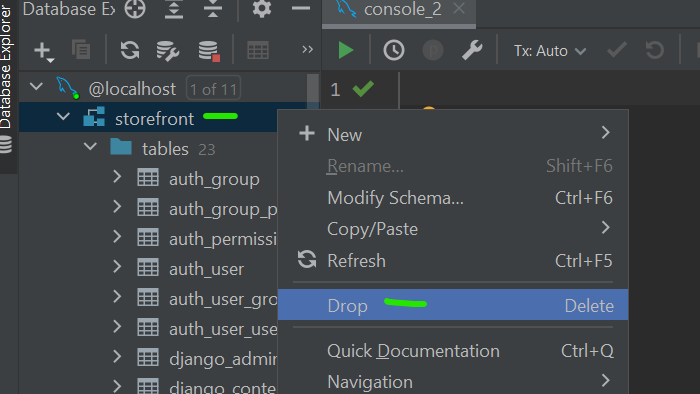 Database Explorer
Database Ex...
console_2
Tx: Auto
@localhost 1 of 11
1
storefront
tables 23
auth_group
auth_group_p
auth_permissi
auth_user
auth_user_gro
auth_user_use
django_admin
django_conte
New
Rename... Shift+F6
Modify Schema... Ctrl+F6
Copy/Paste
Refresh Ctrl+F5
Drop Delete
Quick Documentation Ctrl+Q
Navigation